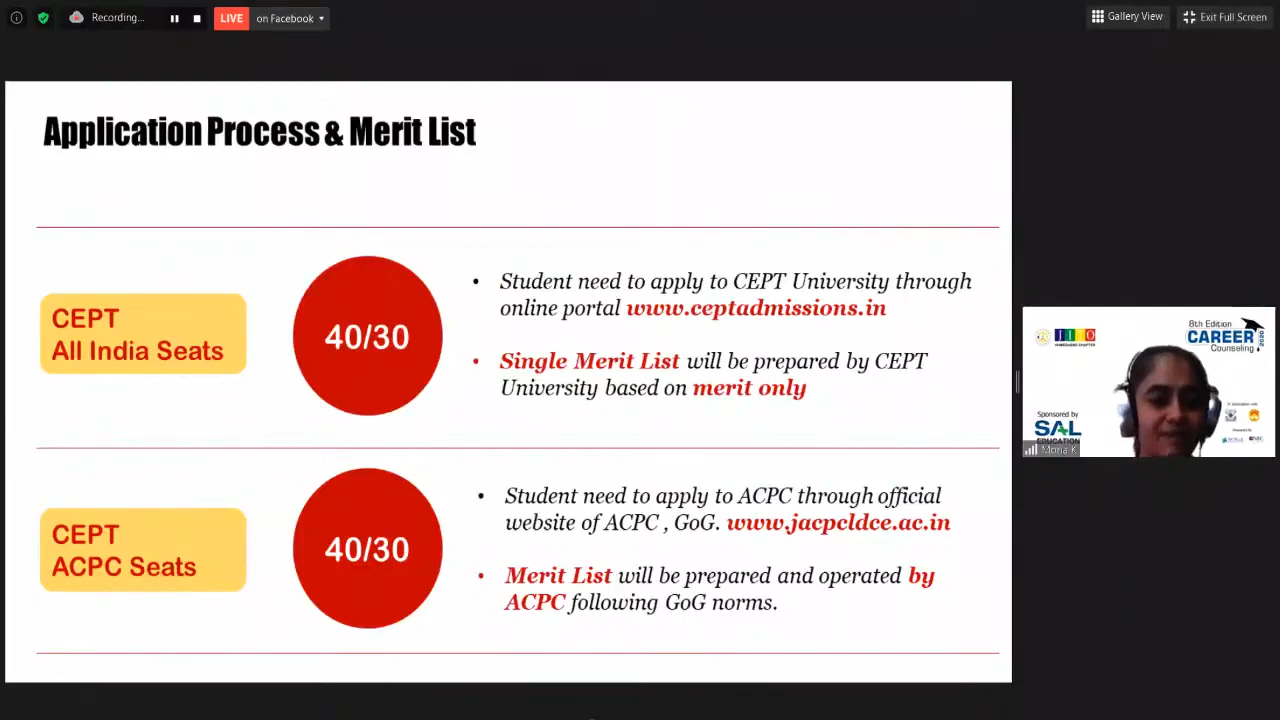 Recording...
LIVE on Facebook
Gallery View
Exit Full Screen
Application Process & Merit List
CEPT
All India Seats
40/30
• Student need to apply to CEPT University through
online portal www.ceptadmissions.in
• Single Merit List will be prepared by CEPT
University based on merit only
CEPT
ACPC Seats
40/30
• Student need to apply to ACPC through official
website of ACPC , GoG. www.jacpcldce.ac.in
• Merit List will be prepared and operated by
ACPC following GoG norms.
8th Edition
CAREER
Counseling
2020
JIIO
Sponsored by
SAL
EDUCATION